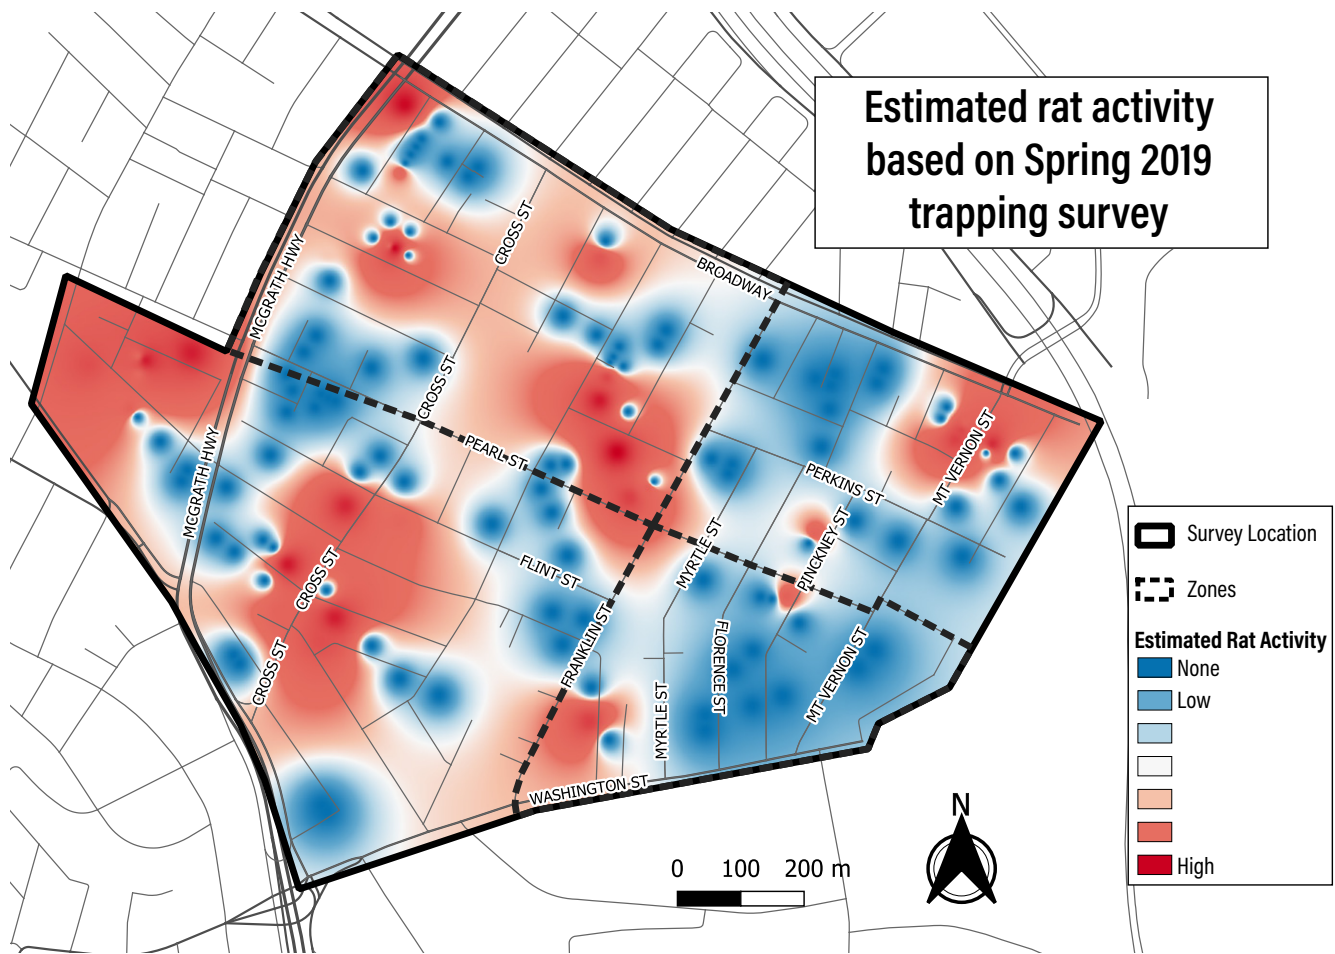 Estimated rat activity
based on Spring 2019
trapping survey
BROADWAY
CROSS ST
MCGRATH HWY
CROSS ST
PEARL ST
MCGRATH HWY
PERKINS ST
MT VERNON ST
MYRTLE ST
PINCKNEY ST
FLINT ST
CROSS ST
FRANKLIN ST
FLORENCE ST
MT VERNON ST
CROSS ST
MYRTLE ST
WASHINGTON ST
Survey Location
Zones
Estimated Rat Activity
None
Low
High
N
0 100 200 m